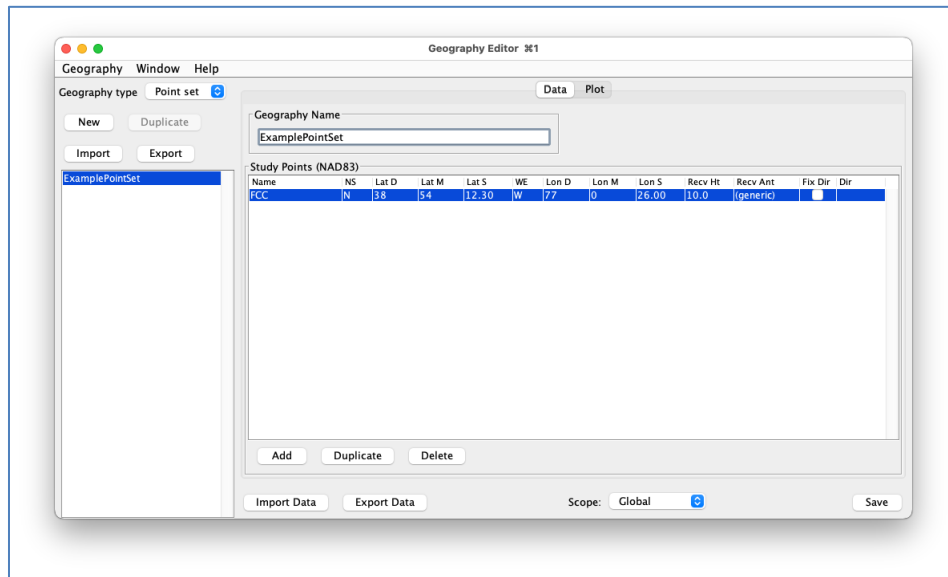 Geography Editor ⌘1
Geography Window Help
Geography type Point set
Data Plot
New Duplicate
Import Export
Geography Name
ExamplePointSet
ExamplePointSet
Study Points (NAD83)
Name NS Lat D Lat M Lat S WE Lon D Lon M Lon S Recv Ht Recv Ant Fix Dir Dir
FCC N 38 54 12.30 W 77 0 26.00 10.0 (generic)
Add Duplicate Delete
Import Data Export Data Scope: Global Save